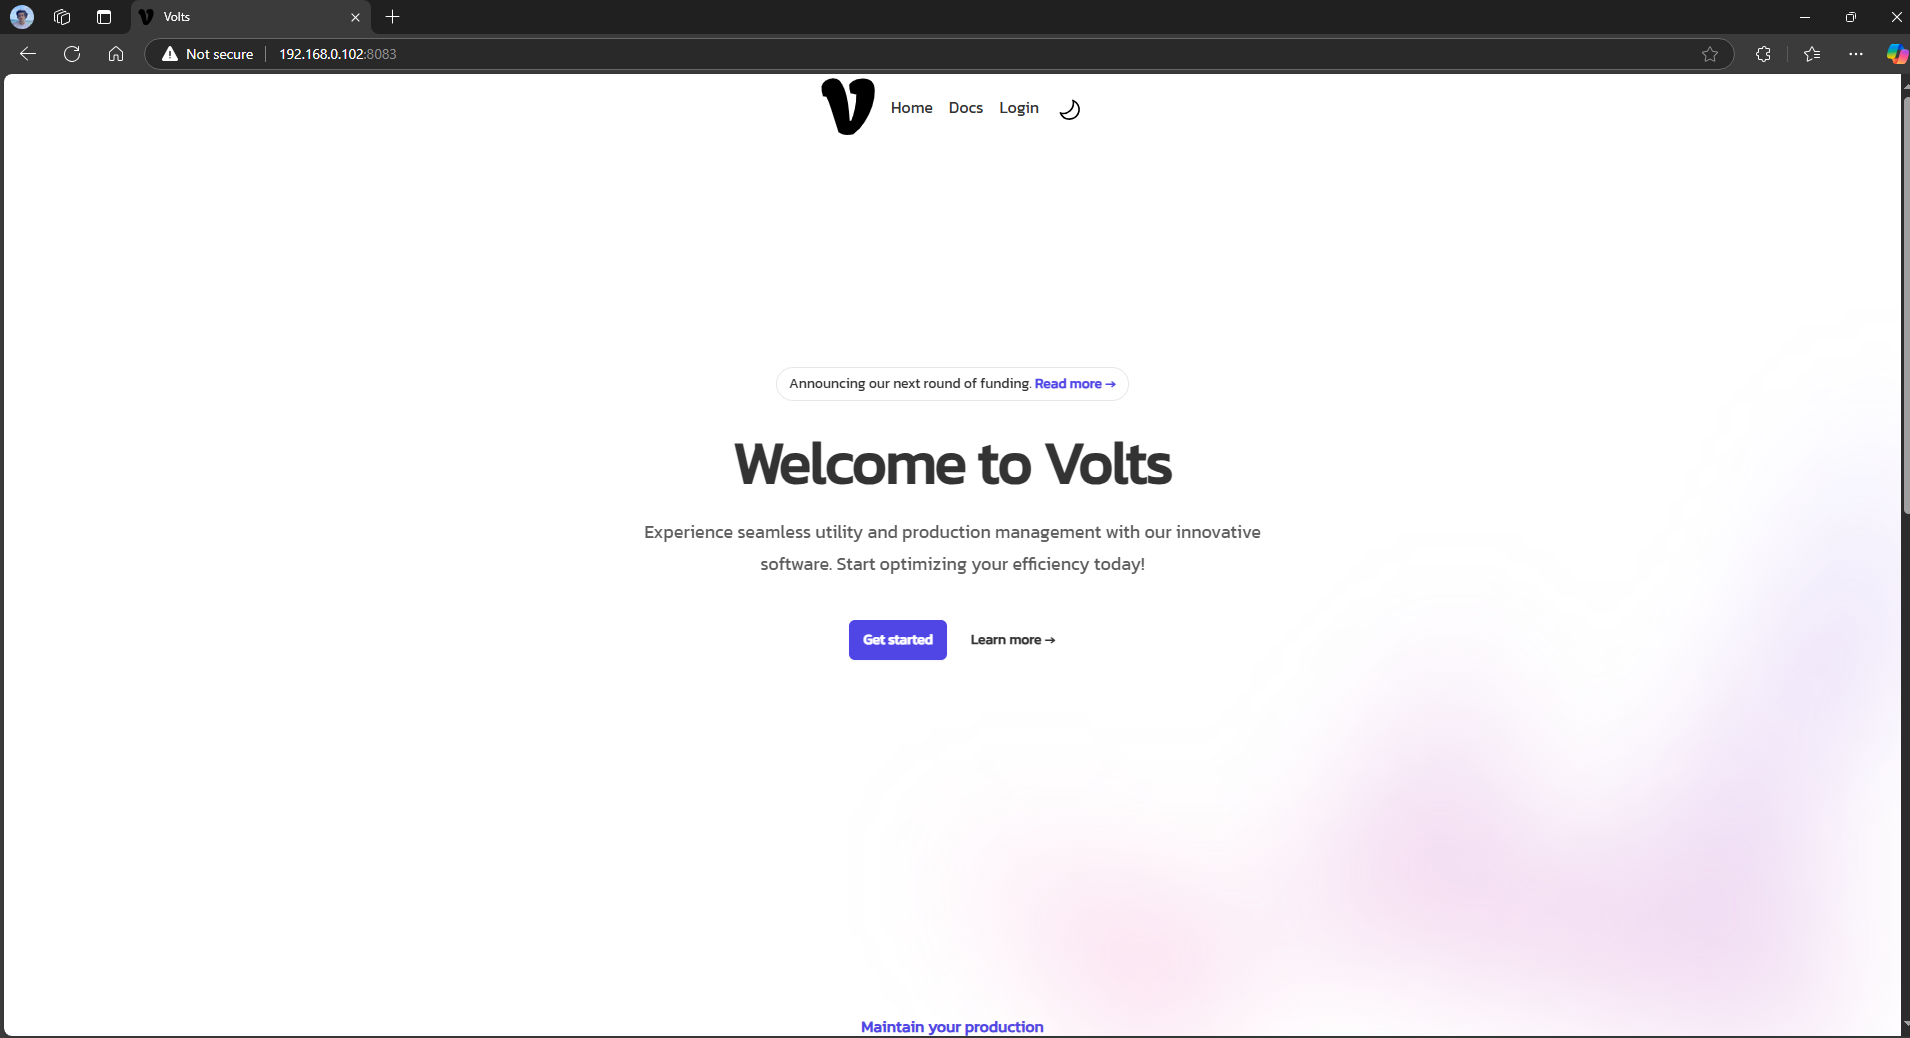 Volts
Not secure
192.168.0.102:8083
V Home Docs Login
Announcing our next round of funding. Read more →
Welcome to Volts
Experience seamless utility and production management with our innovative
software. Start optimizing your efficiency today!
Get started Learn more →
Maintain your production